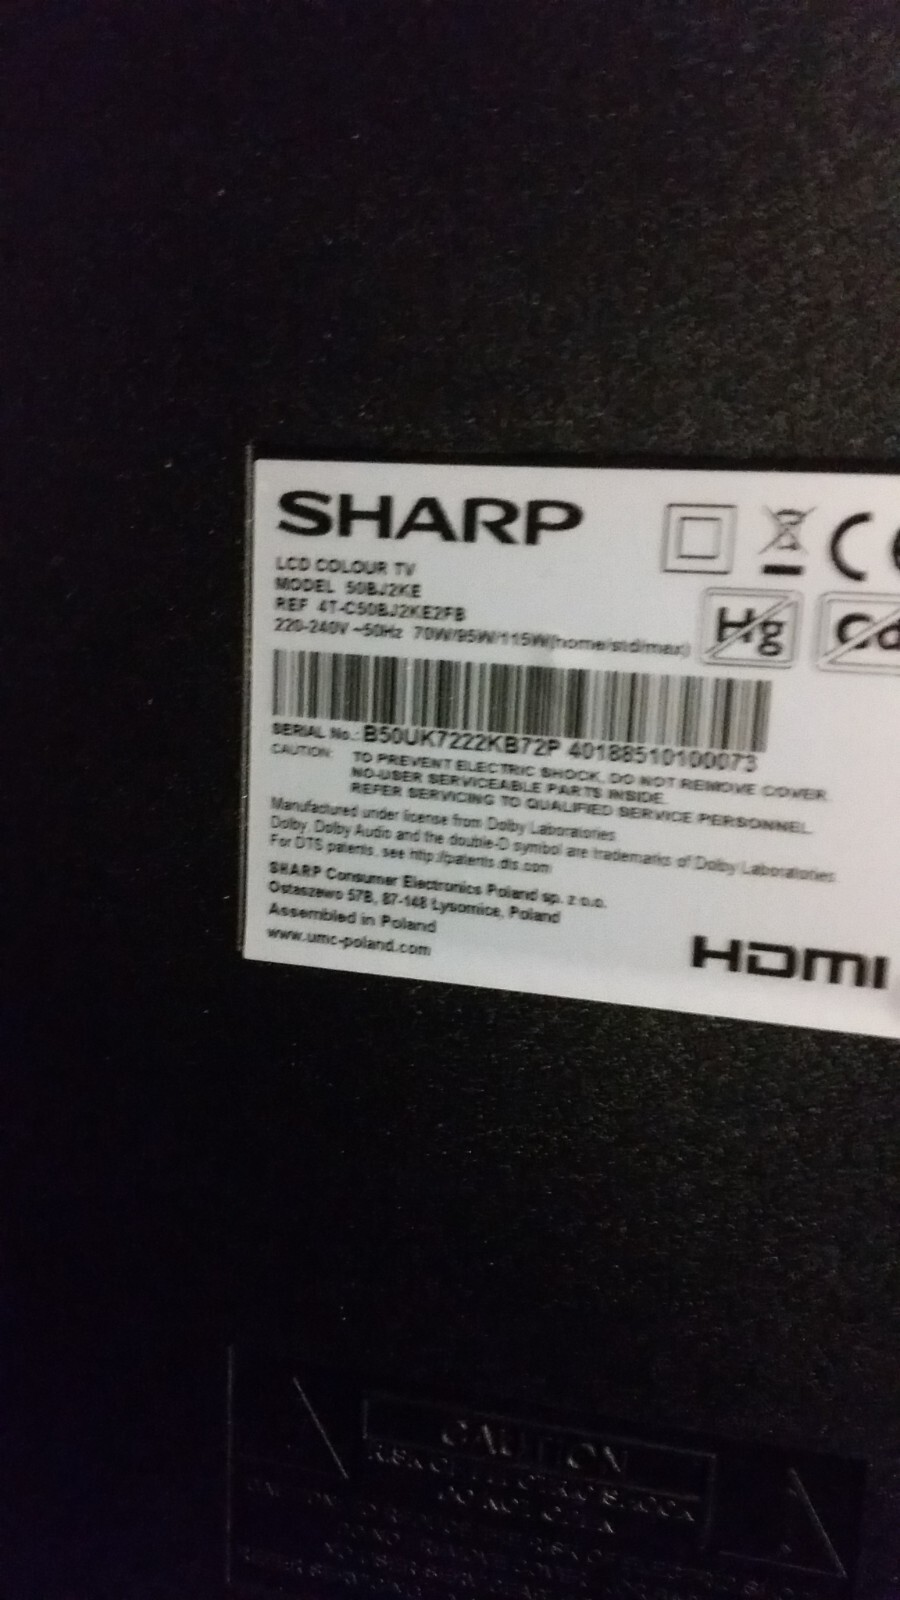 SHARP
LCD COLOUR TV
MODEL 50BJ2KE
REF 4T-C50BJ2KE2FB
220-240V ~50Hz 70W/95W/115W(home/std/max)
Hg
Cd
SERIAL No.: B50UK7222KB72P 40188510100073
CAUTION: TO PREVENT ELECTRIC SHOCK, DO NOT REMOVE COVER.
NO-USER SERVICEABLE PARTS INSIDE.
REFER SERVICING TO QUALIFIED SERVICE PERSONNEL.
Manufactured under license from Dolby Laboratories.
Dolby, Dolby Audio and the double-D symbol are trademarks of Dolby Laboratories.
For DTS patents, see http://patents.dts.com
SHARP Consumer Electronics Poland sp. z o.o.
Ostaszewo 57B, 87-148 Łysomice, Poland
Assembled in Poland
www.umc-poland.com
HDMI
CAUTION